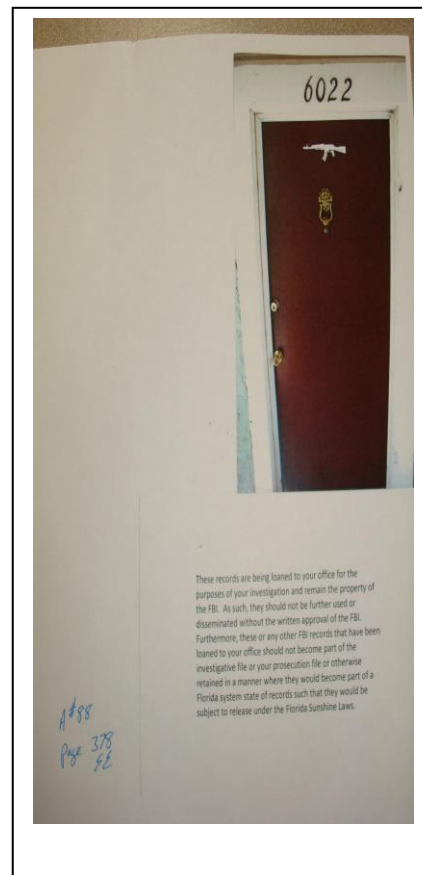 6022
These records are being loaned to your office for the
purposes of your investigation and remain the property of
the FBI. As such, they should not be further used or
disseminated without the written approval of the FBI.
Furthermore, these or any other FBI records that have been
loaned to your office should not become part of the
investigative file or your prosecution file or otherwise
retained in a manner where they would become part of a
Florida system state of records such that they would be
subject to release under the Florida Sunshine Laws.
A#88
page 378